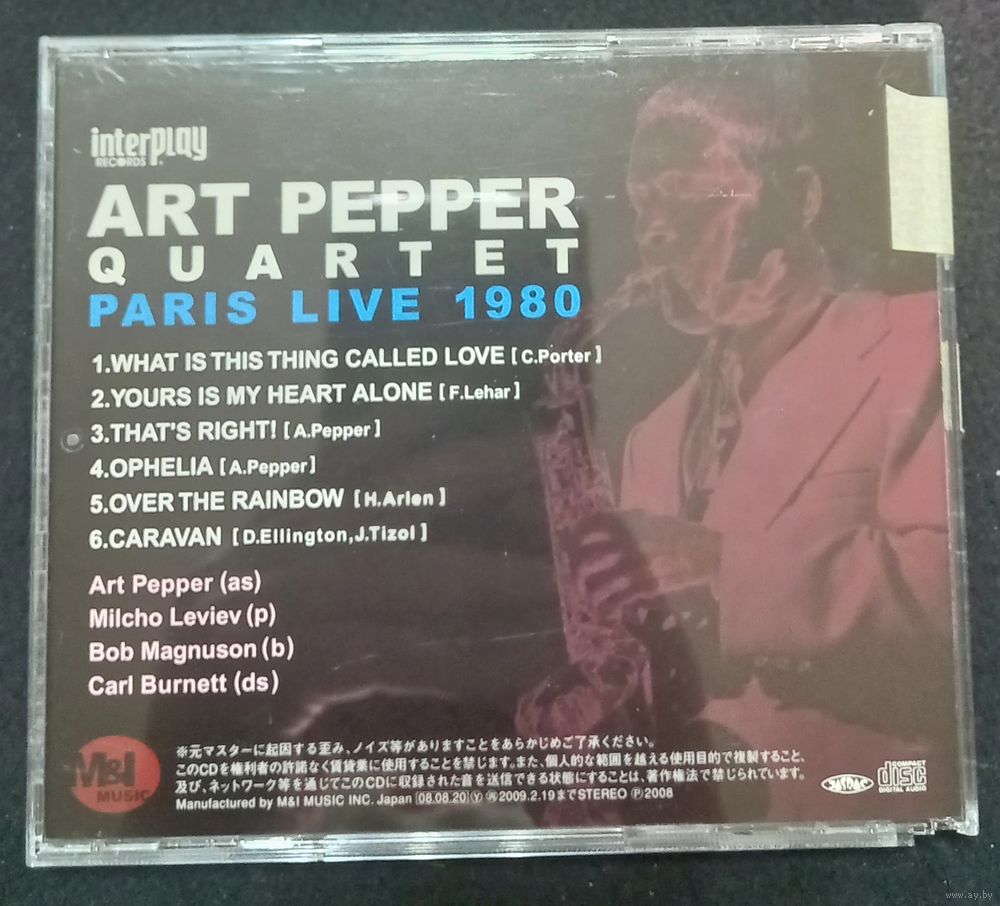 interplay
RECORDS
ART PEPPER
QUARTET
PARIS LIVE 1980
1.WHAT IS THIS THING CALLED LOVE [C.Porter]
2.YOURS IS MY HEART ALONE [F.Lehar]
3.THAT'S RIGHT! [A.Pepper]
4.OPHELIA [A.Pepper]
5.OVER THE RAINBOW [H.Arlen]
6.CARAVAN [D.Ellington,J.Tizol]
Art Pepper (as)
Milcho Leviev (p)
Bob Magnuson (b)
Carl Burnett (ds)
M&I
MUSIC
※元マスターに起因する歪み、ノイズ等がありますことをあらかじめご了承ください。
このCDを権利者の許諾なく賃貸業に使用することを禁じます。また、個人的な範囲を越える使用目的で複製すること、
及び、ネットワーク等を通じてこのCDに収録された音を送信できる状態にすることは、著作権法で禁じられています。
Manufactured by M&I MUSIC INC. Japan [08.08.20] Ⓨ 2009.2.19まで STEREO Ⓟ2008
JASRAC
COMPACT
disc
DIGITAL AUDIO
www.ay.by